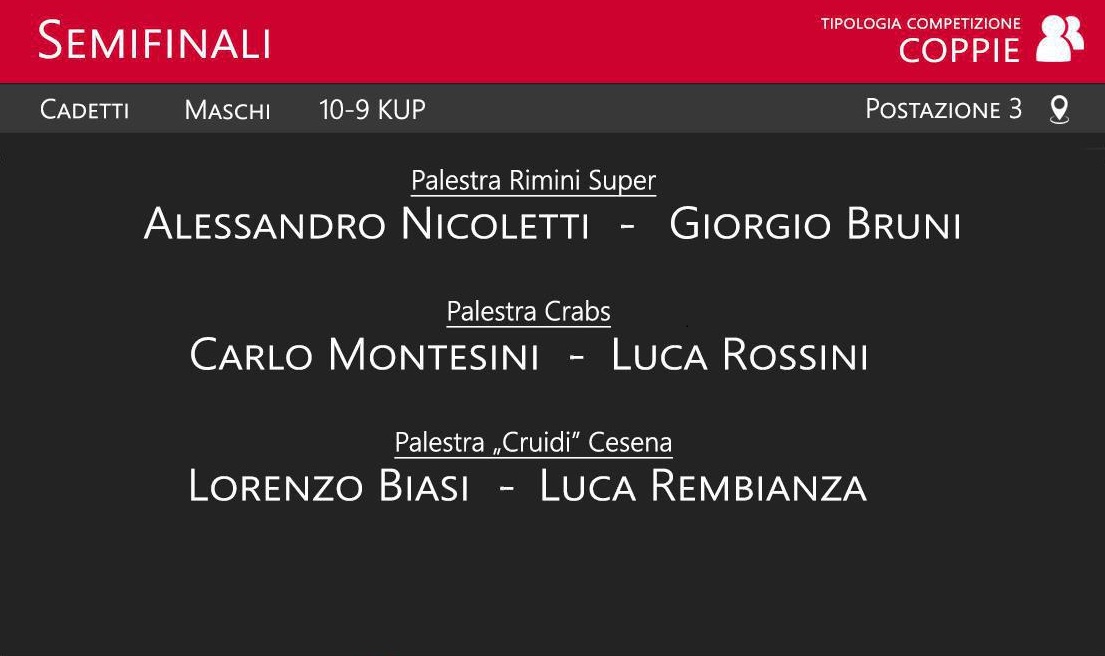 Semifinali
TIPOLOGIA COMPETIZIONE
COPPIE
Cadetti Maschi 10-9 KUP Postazione 3
Palestra Rimini Super
Alessandro Nicoletti - Giorgio Bruni
Palestra Crabs
Carlo Montesini - Luca Rossini
Palestra „Cruidi” Cesena
Lorenzo Biasi - Luca Rembianza